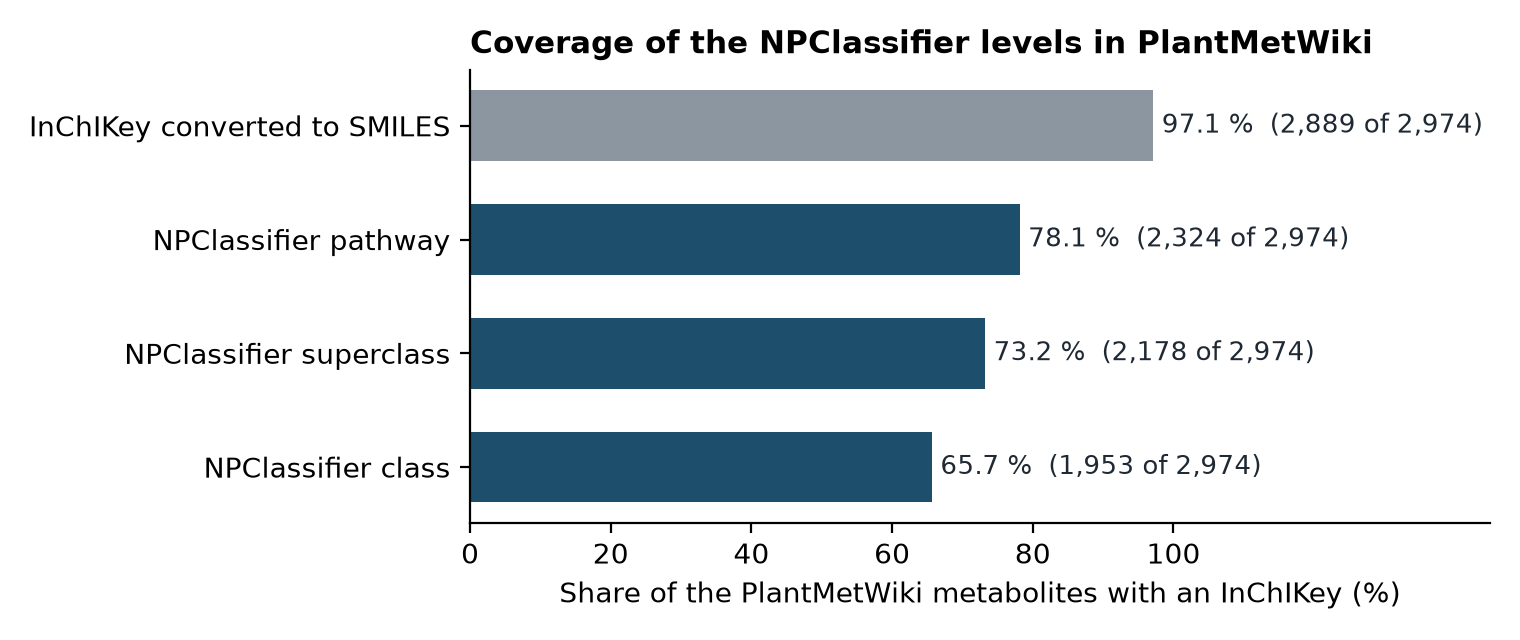 Coverage of the NPClassifier levels in PlantMetWiki
InChIKey converted to SMILES 97.1 % (2,889 of 2,974)
NPClassifier pathway 78.1 % (2,324 of 2,974)
NPClassifier superclass 73.2 % (2,178 of 2,974)
NPClassifier class 65.7 % (1,953 of 2,974)
0 20 40 60 80 100
Share of the PlantMetWiki metabolites with an InChIKey (%)